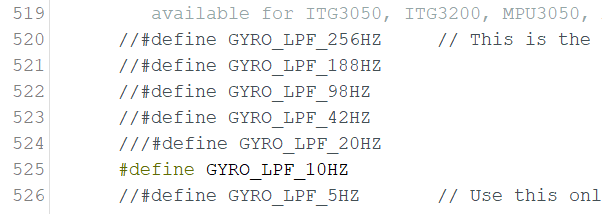 519 available for ITG3050, ITG3200, MPU3050,
520 //#define GYRO_LPF_256HZ // This is the
521 //#define GYRO_LPF_188HZ
522 //#define GYRO_LPF_98HZ
523 //#define GYRO_LPF_42HZ
524 ///#define GYRO_LPF_20HZ
525 #define GYRO_LPF_10HZ
526 //#define GYRO_LPF_5HZ // Use this onl